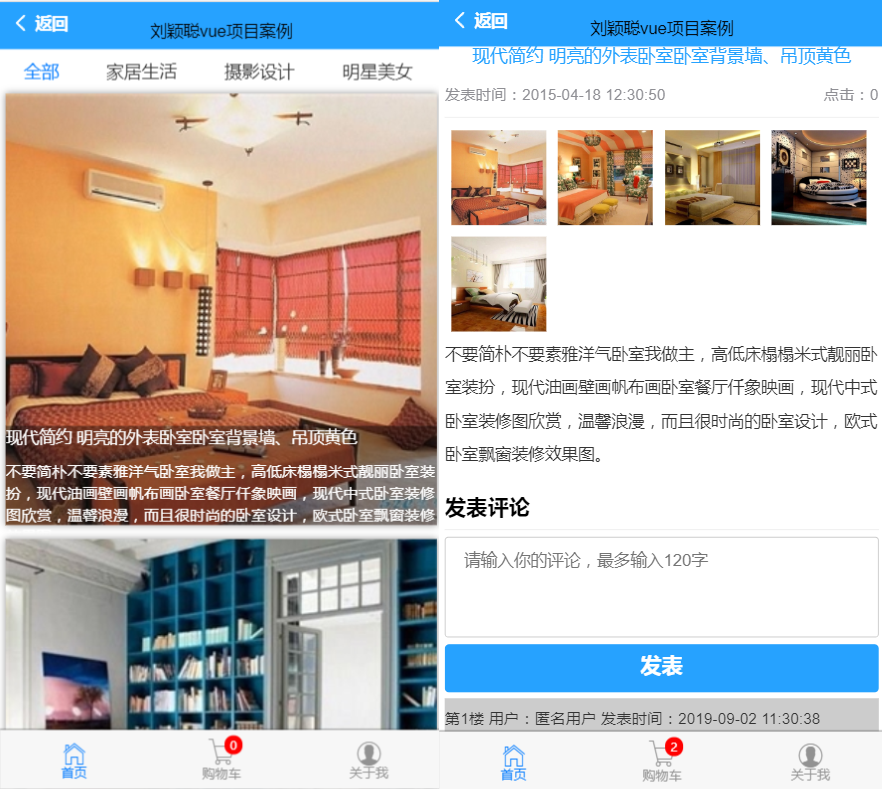 返回
刘颖聪vue项目案例
全部 家居生活 摄影设计 明星美女
现代简约 明亮的外表卧室卧室背景墙、吊顶黄色
不要简朴不要素雅洋气卧室我做主，高低床榻榻米式靓丽卧室装
扮，现代油画壁画帆布画卧室餐厅仟象映画，现代中式卧室装修
图欣赏，温馨浪漫，而且很时尚的卧室设计，欧式卧室飘窗装修
首页
0
购物车
关于我
返回
刘颖聪vue项目案例
现代简约 明亮的外表卧室卧室背景墙、吊顶黄色
发表时间：2015-04-18 12:30:50 点击：0
不要简朴不要素雅洋气卧室我做主，高低床榻榻米式靓丽卧
室装扮，现代油画壁画帆布画卧室餐厅仟象映画，现代中式
卧室装修图欣赏，温馨浪漫，而且很时尚的卧室设计，欧式
卧室飘窗装修效果图。
发表评论
请输入你的评论，最多输入120字
发表
第1楼 用户：匿名用户 发表时间：2019-09-02 11:30:38
首页
2
购物车
关于我